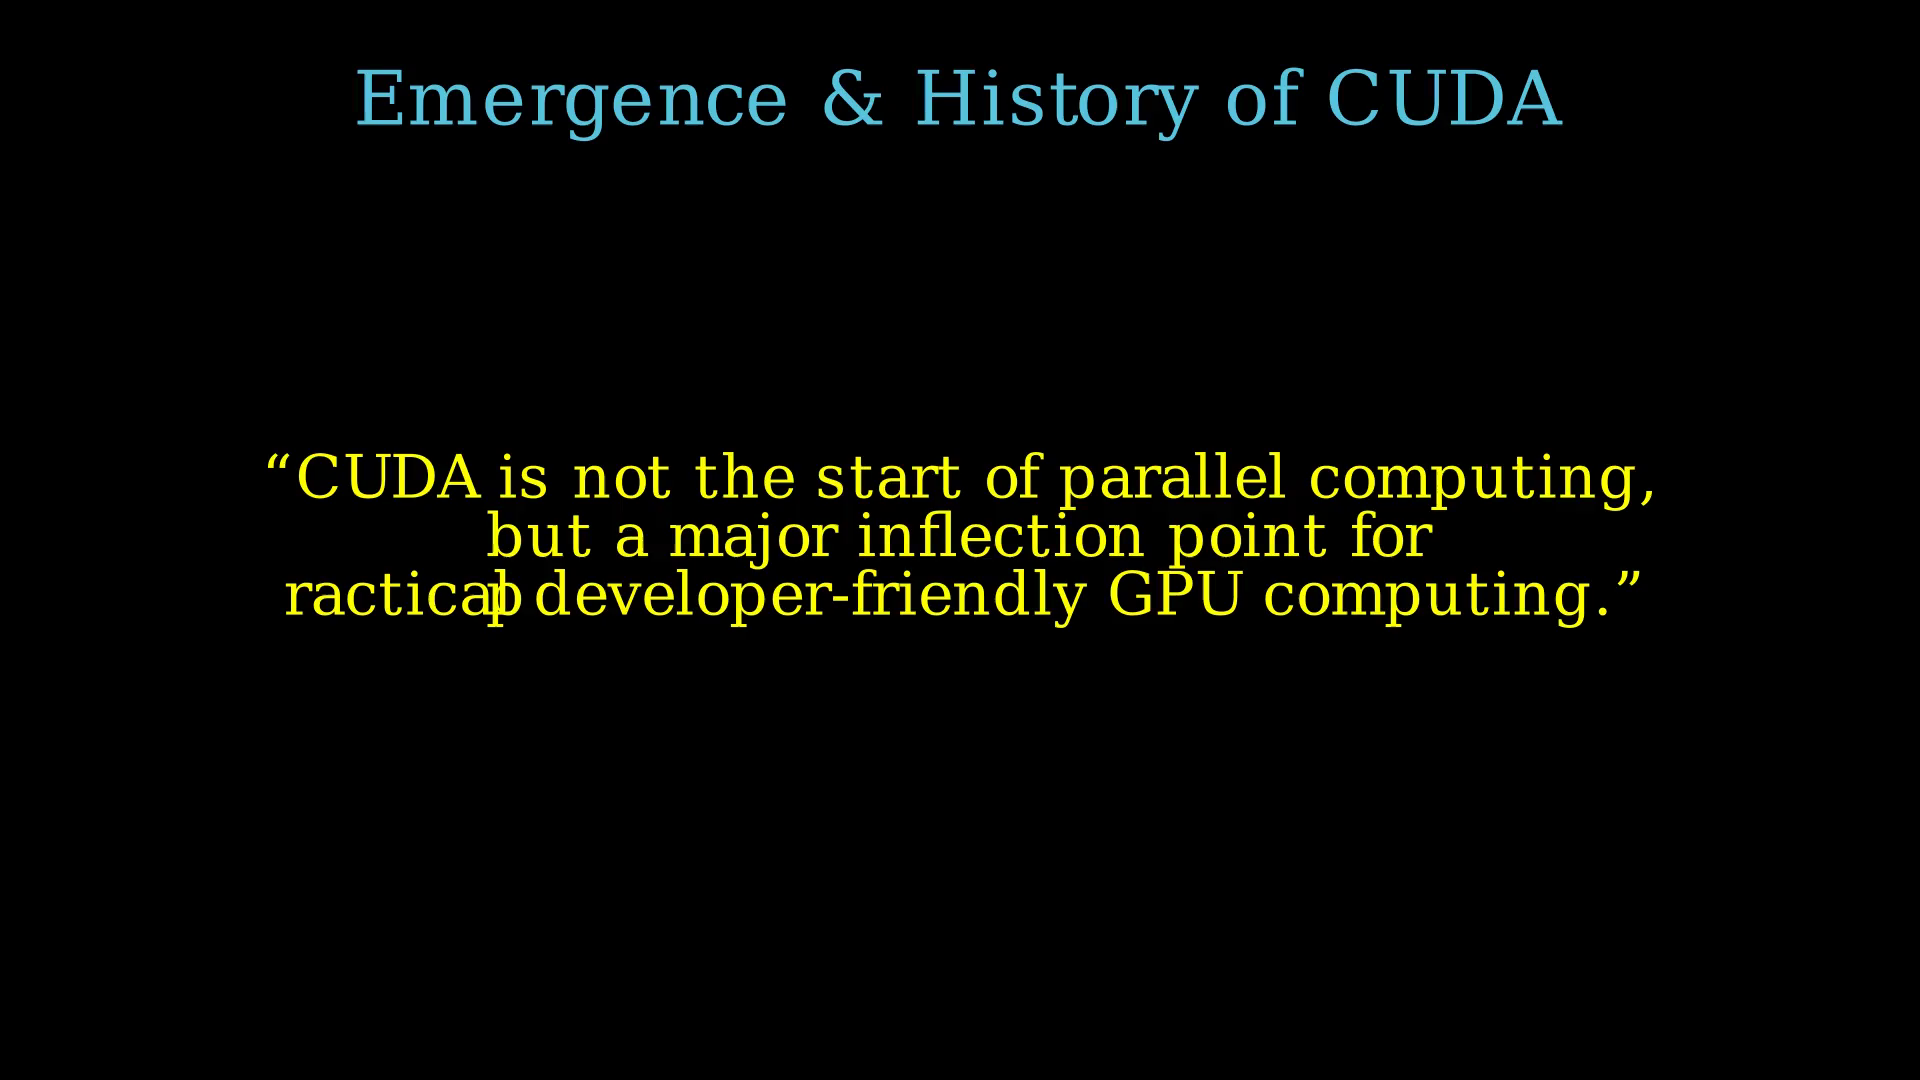 Emergence & History of CUDA
“CUDA is not the start of parallel computing,
but a major inflection point for
practical developer-friendly GPU computing.”